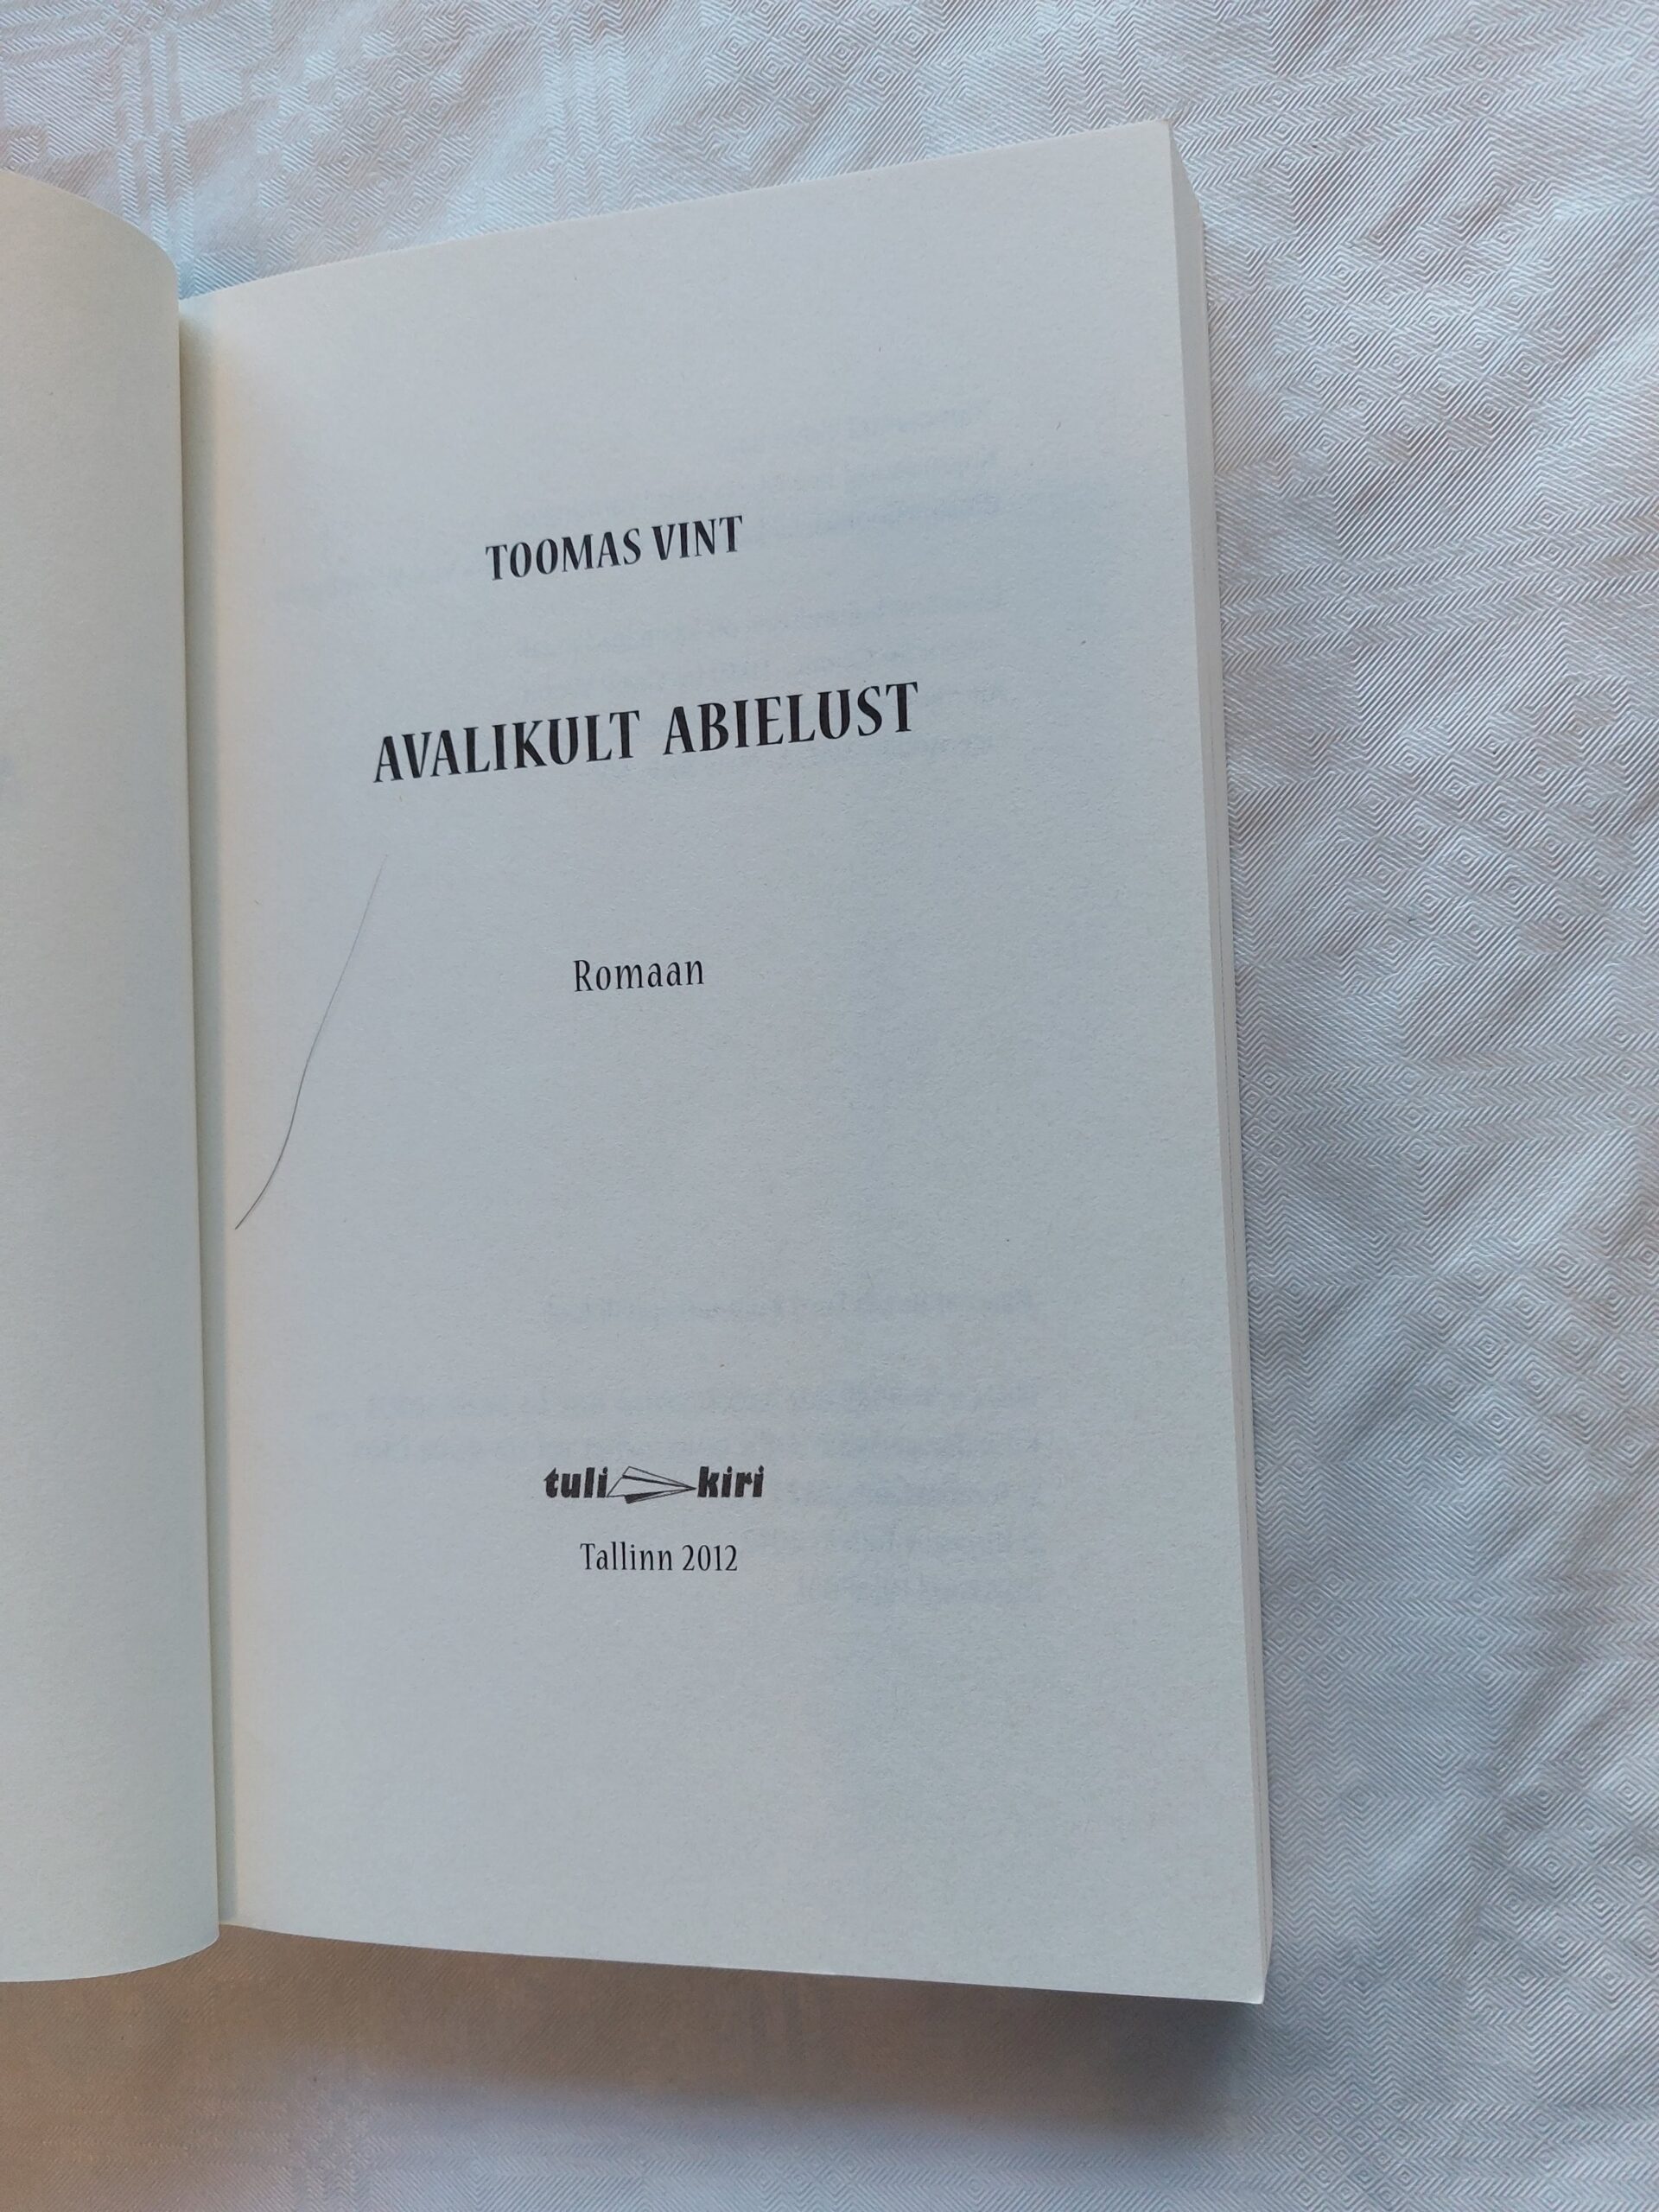 TOOMAS VINT
AVALIKULT ABIELUST
Romaan
tuli kiri
Tallinn 2012